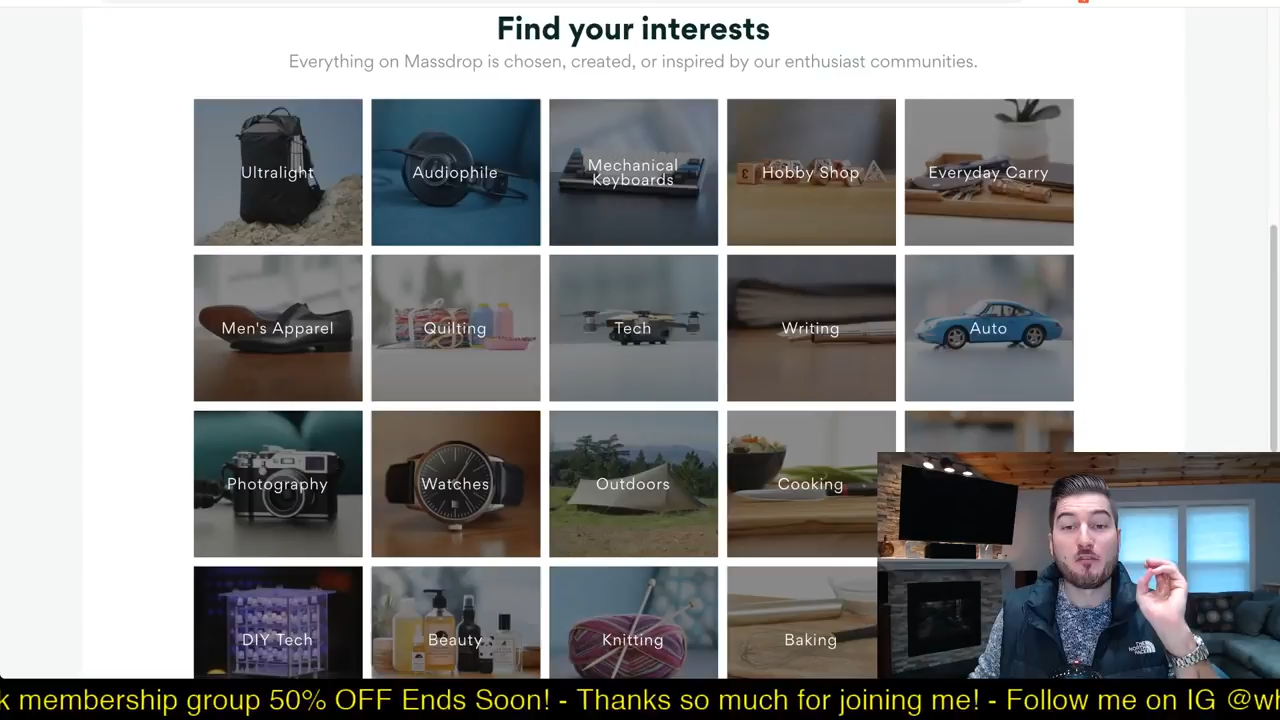 Find your interests
Everything on Massdrop is chosen, created, or inspired by our enthusiast communities.
Ultralight
Audiophile
Mechanical
Keyboards
Hobby Shop
Everyday Carry
Men's Apparel
Quilting
Tech
Writing
Auto
Photography
Watches
Outdoors
Cooking
DIY Tech
Beauty
Knitting
Baking
membership group 50% OFF Ends Soon! - Thanks so much for joining me! - Follow me on IG